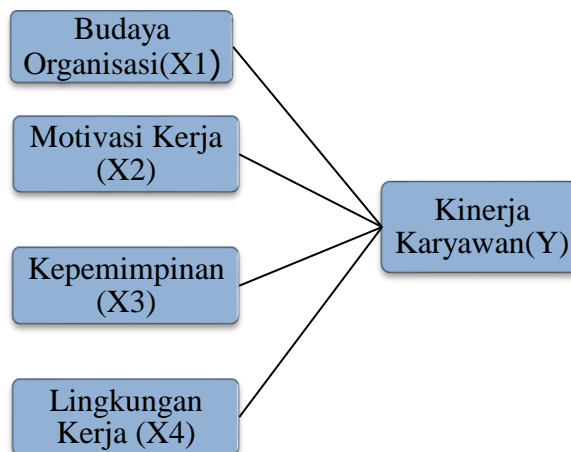 Budaya
Organisasi(X1)
Motivasi Kerja
(X2)
Kinerja
Karyawan(Y)
Kepemimpinan
(X3)
Lingkungan
Kerja (X4)